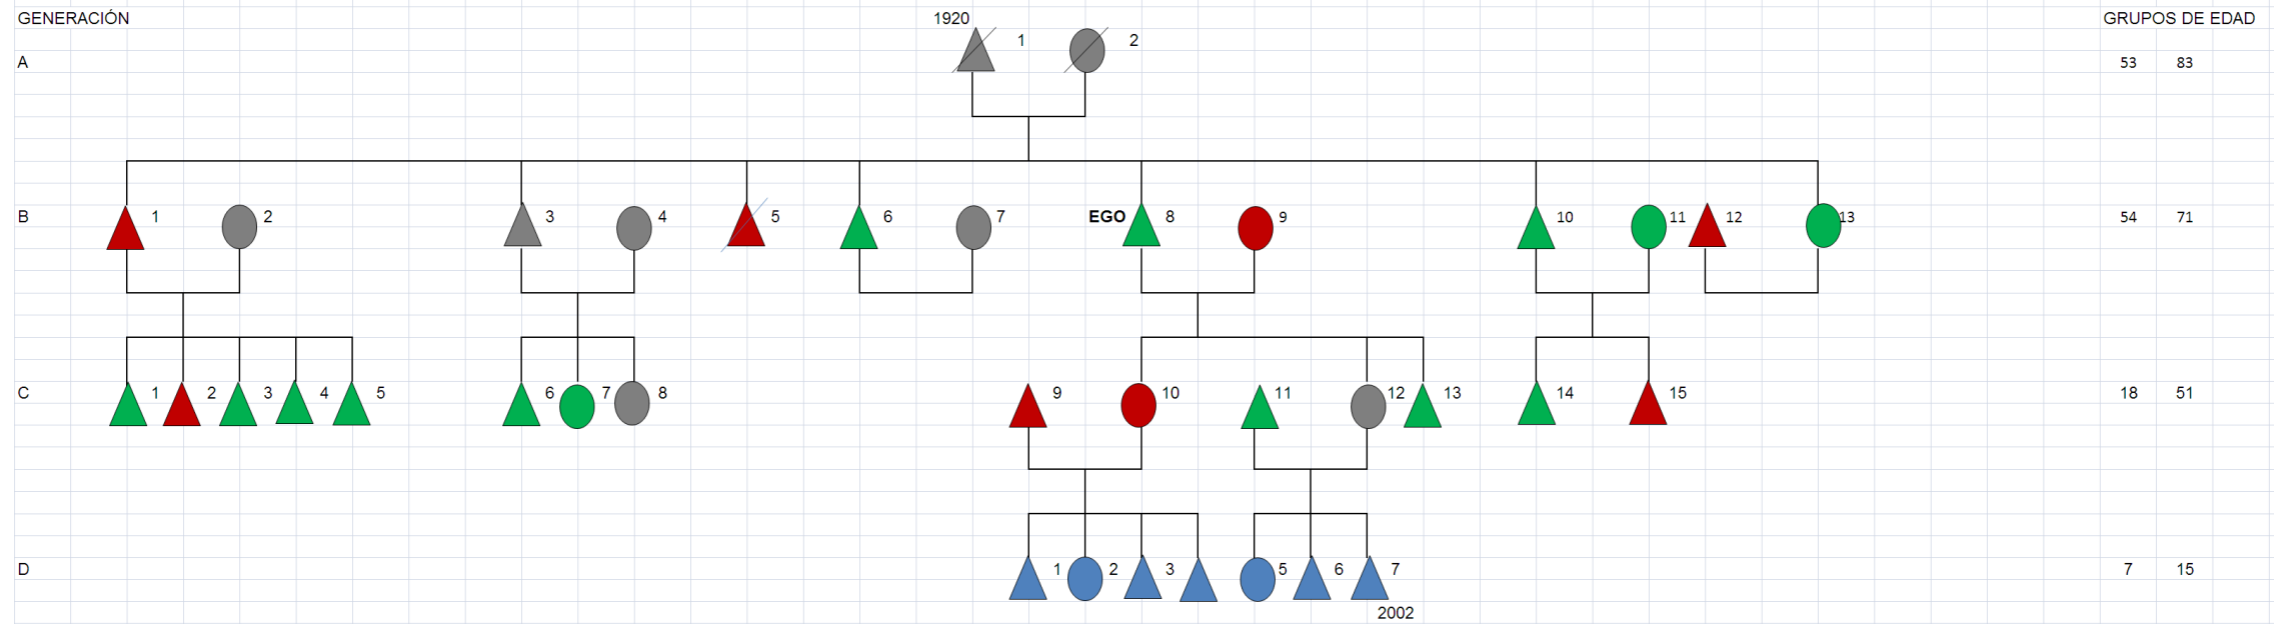 GENERACIÓN 1920 GRUPOS DE EDAD
1 2
A 53 83
B 1 2 3 4 5 6 7 EGO 8 9 10 11 12 13 54 71
C 1 2 3 4 5 6 7 8 9 10 11 12 13 14 15 18 51
D 1 2 3 5 6 7 7 15
2002